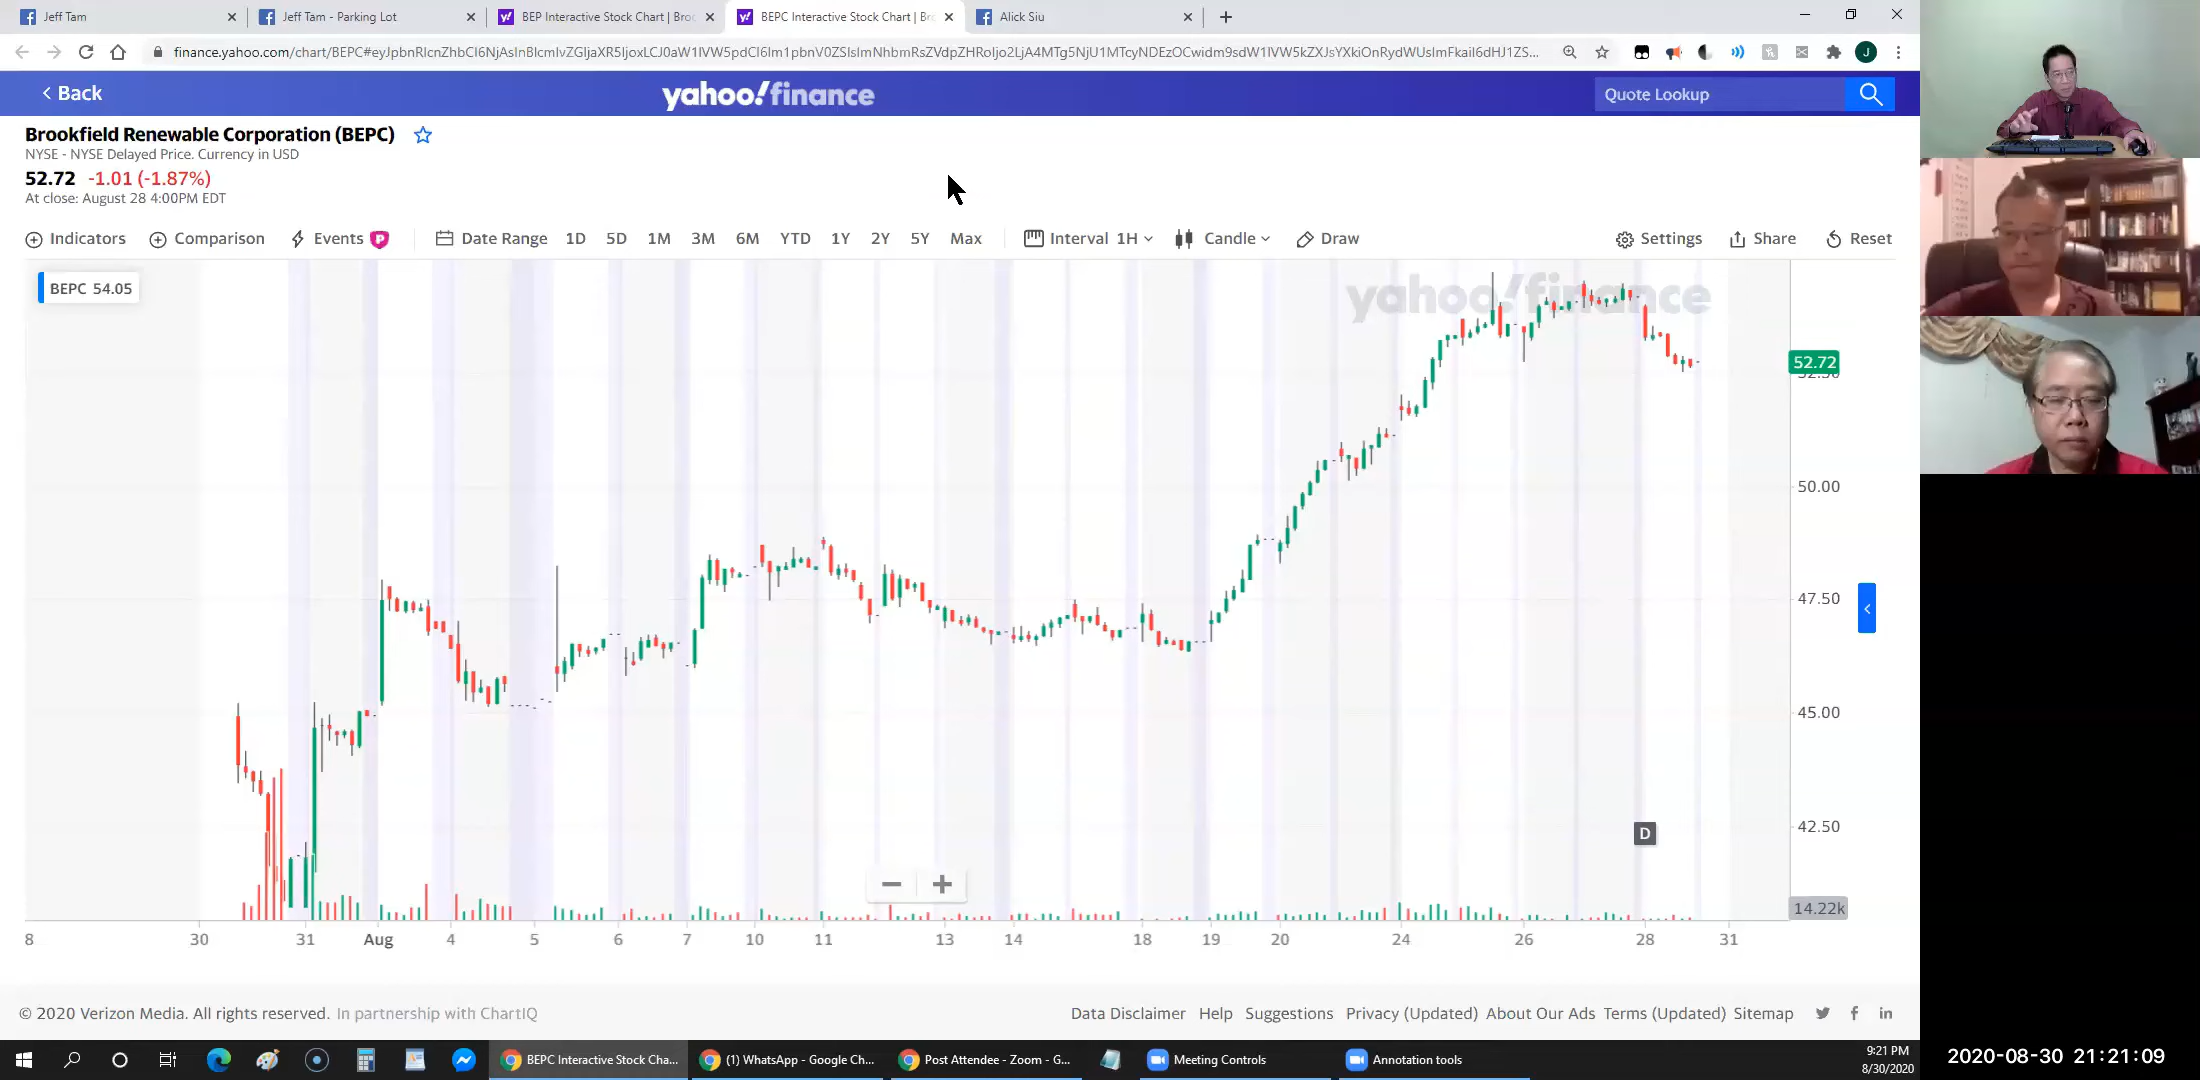 Jeff Tam
Jeff Tam - Parking Lot
BEP Interactive Stock Chart | Broo
BEPC Interactive Stock Chart | Br
Alick Siu
Back
yahoo!finance
Quote Lookup
Brookfield Renewable Corporation (BEPC)
NYSE - NYSE Delayed Price. Currency in USD
52.72 -1.01 (-1.87%)
At close: August 28 4:00PM EDT
Indicators Comparison Events P Date Range 1D 5D 1M 3M 6M YTD 1Y 2Y 5Y Max Interval 1H Candle Draw Settings Share Reset
BEPC 54.05
yahoo!finance
52.72
52.50
50.00
47.50
45.00
42.50
D
14.22k
8 30 31 Aug 4 5 6 7 10 11 13 14 18 19 20 24 26 28 31
© 2020 Verizon Media. All rights reserved. In partnership with ChartIQ
Data Disclaimer Help Suggestions Privacy (Updated) About Our Ads Terms (Updated) Sitemap
BEPC Interactive Stock Cha...
(1) WhatsApp - Google Ch...
Post Attendee - Zoom - G...
Meeting Controls
Annotation tools
9:21 PM
8/30/2020
2020-08-30 21:21:09